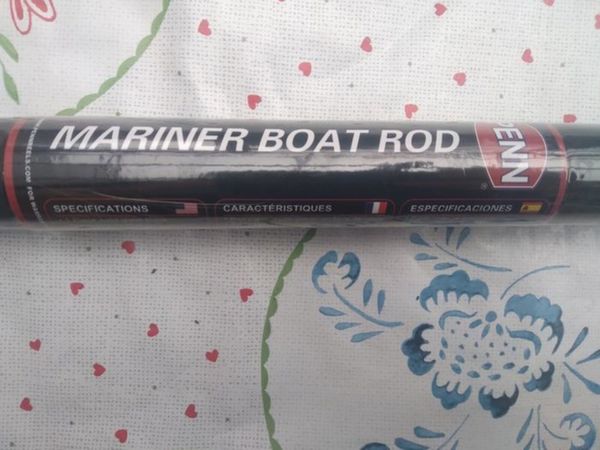 MARINER BOAT ROD
PENN
®
SPECIFICATIONS
CARACTÉRISTIQUES
ESPECIFICACIONES